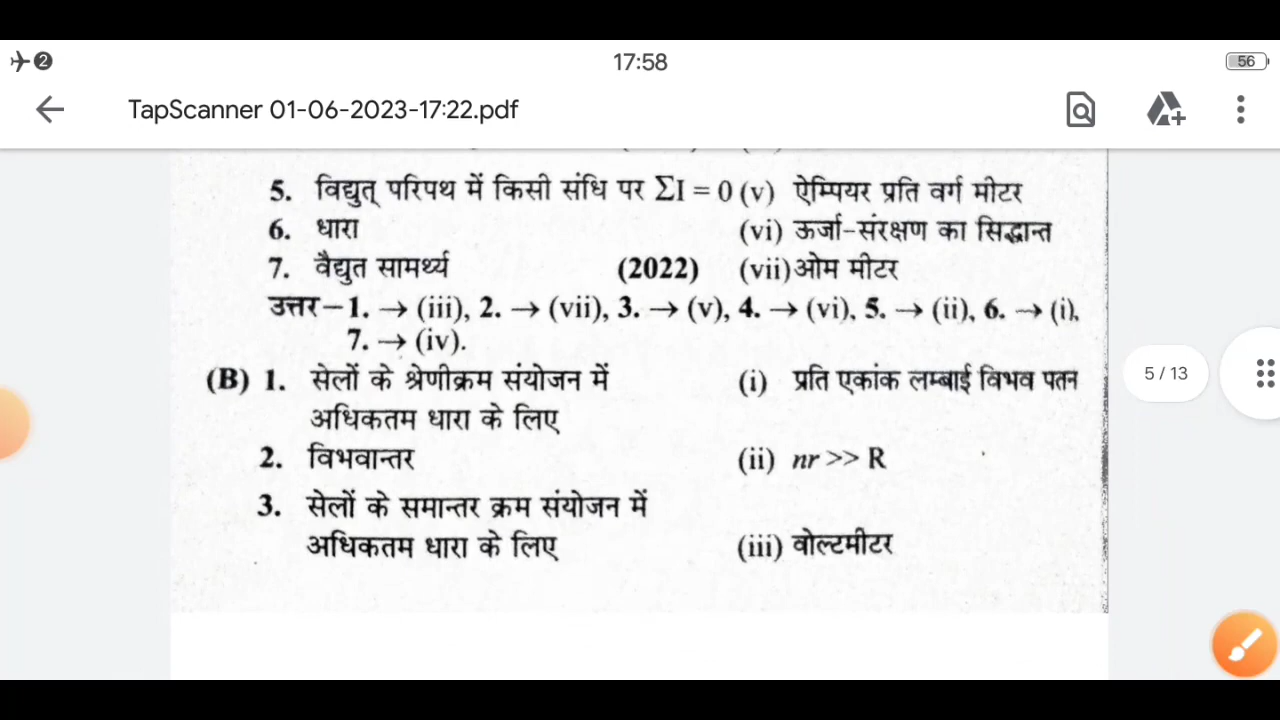 2
17:58
56
TapScanner 01-06-2023-17:22.pdf
5. विद्युत् परिपथ में किसी संधि पर ΣI = 0 (v) ऐम्पियर प्रति वर्ग मीटर
6. धारा (vi) ऊर्जा-संरक्षण का सिद्धान्त
7. वैद्युत सामर्थ्य (2022) (vii) ओम मीटर
उत्तर–1. → (iii), 2. → (vii), 3. → (v), 4. → (vi), 5. → (ii), 6. → (i),
7. → (iv).
(B) 1. सेलों के श्रेणीक्रम संयोजन में (i) प्रति एकांक लम्बाई विभव पतन
अधिकतम धारा के लिए
2. विभवान्तर (ii) nr >> R
3. सेलों के समान्तर क्रम संयोजन में
अधिकतम धारा के लिए (iii) वोल्टमीटर
5 / 13